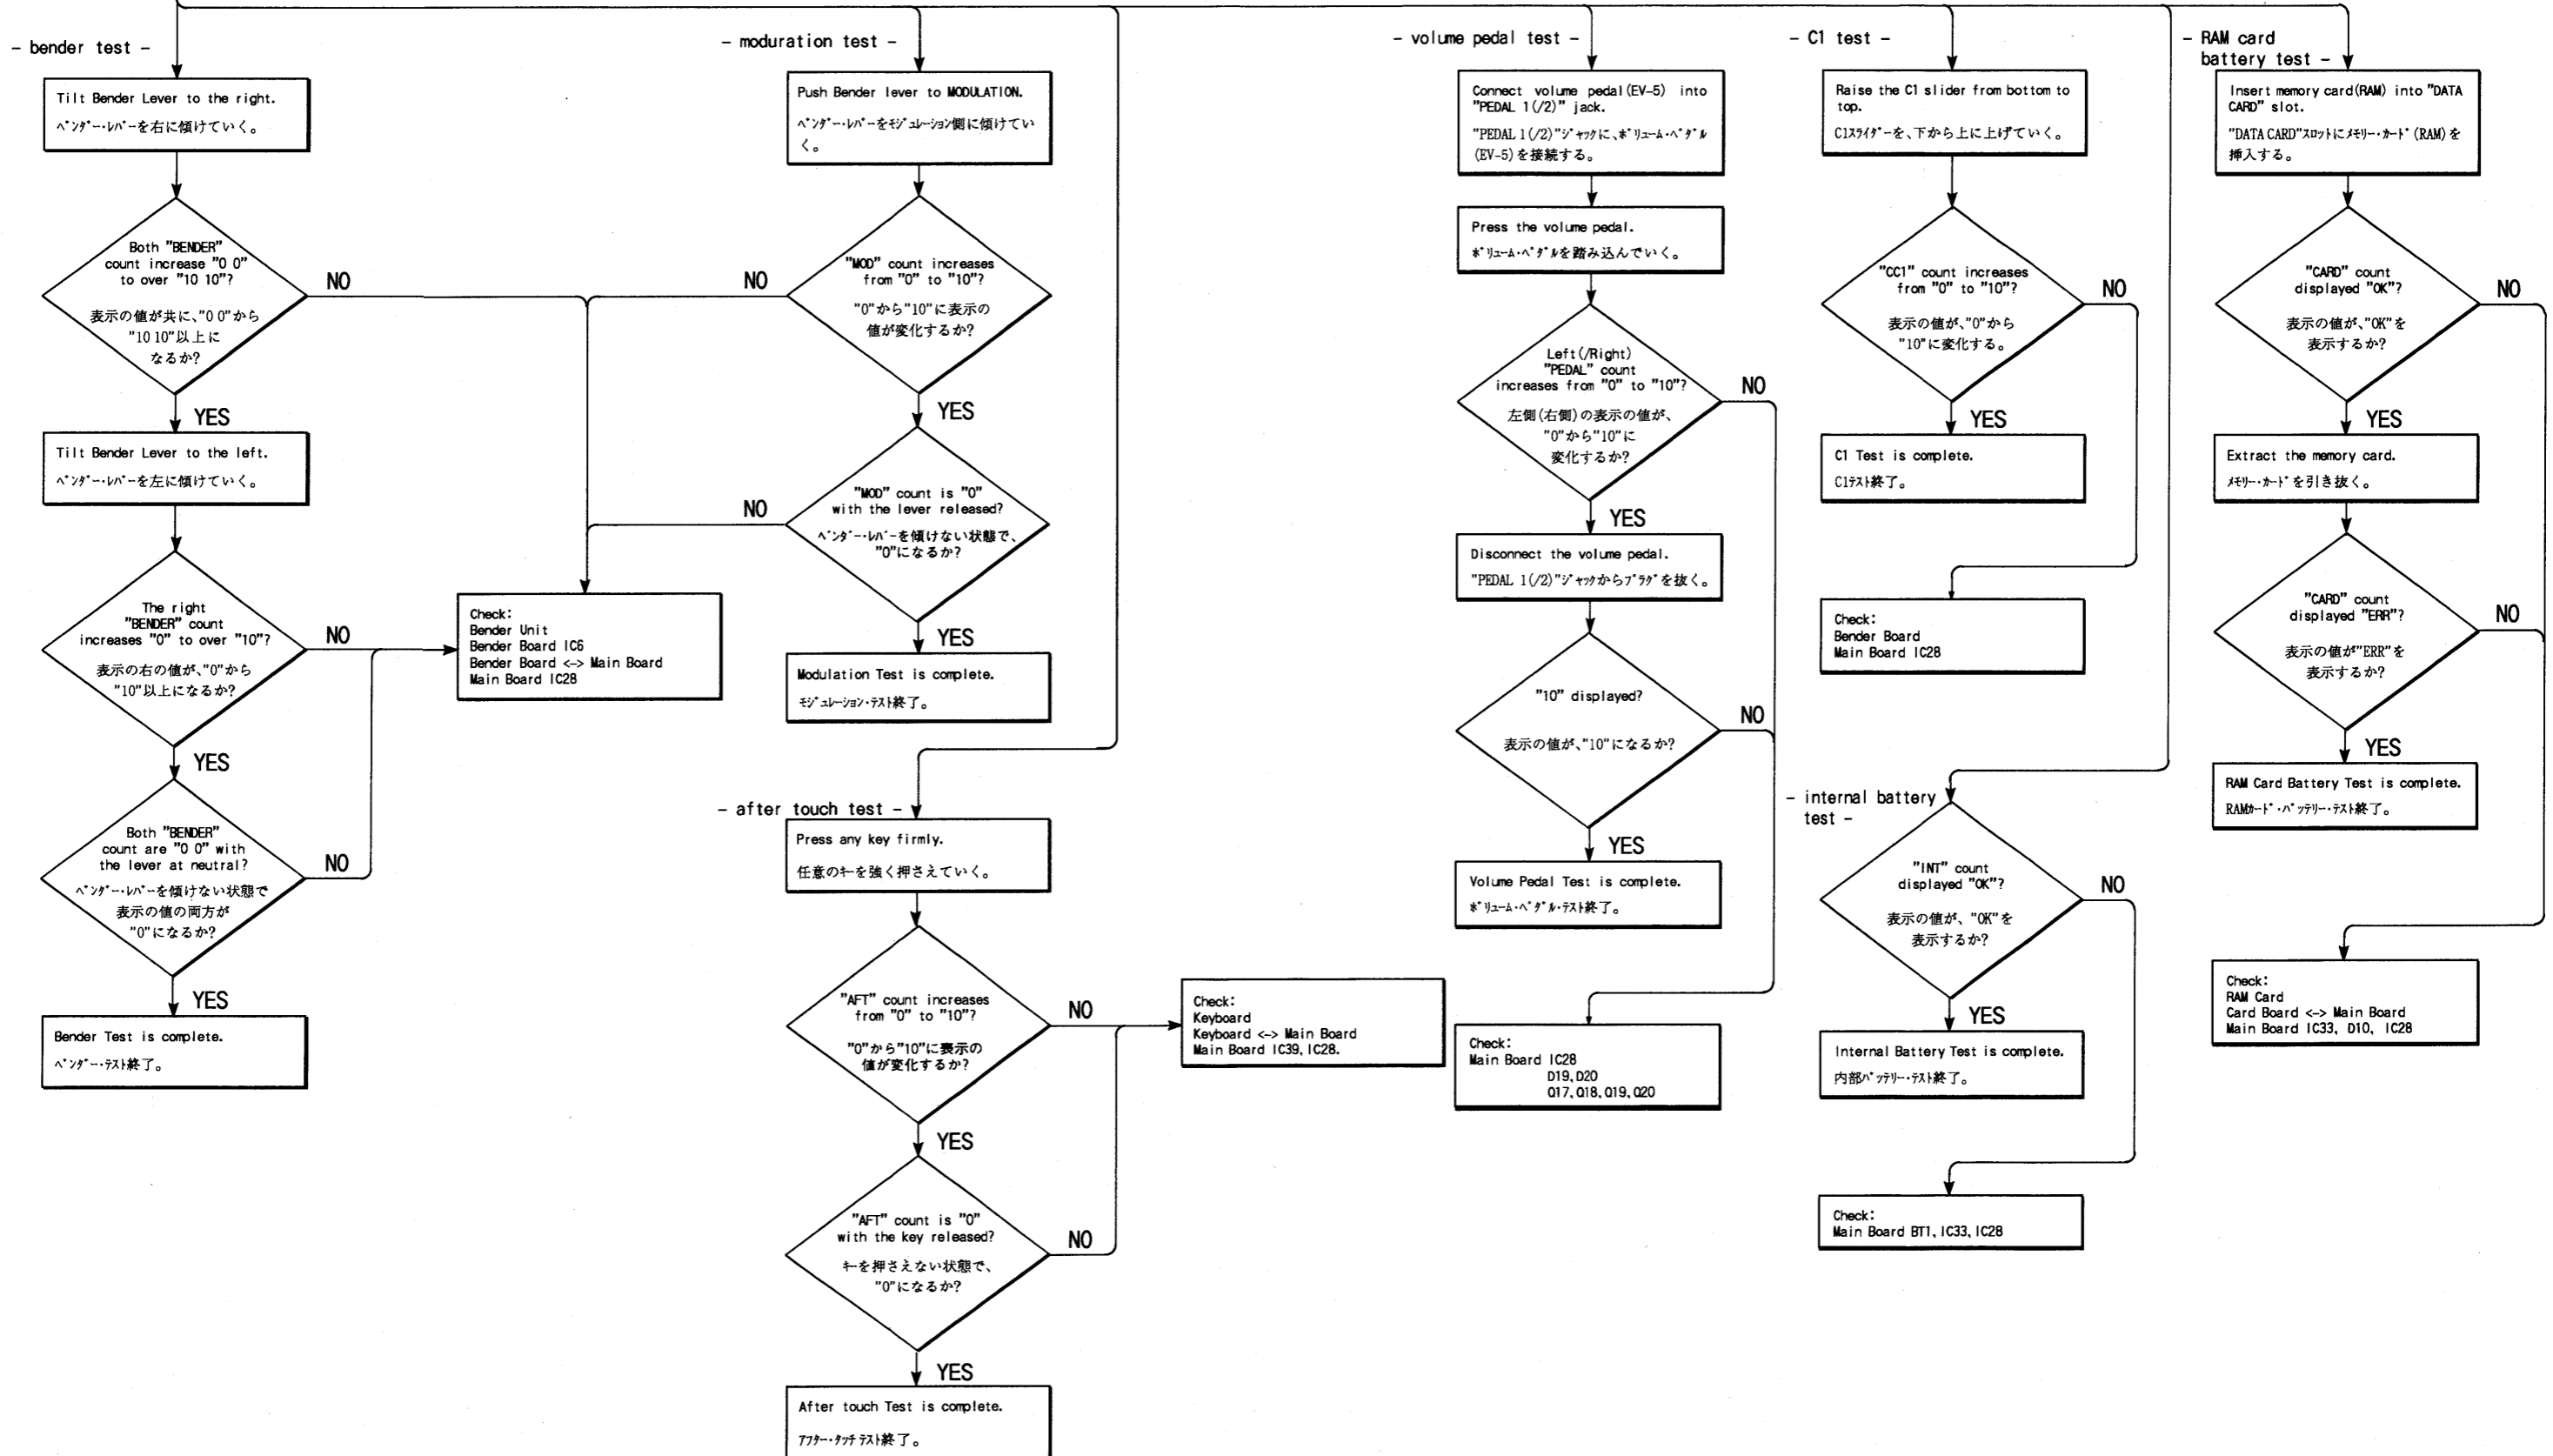 - bender test -
Tilt Bender Lever to the right.
ﾍﾞﾝﾀﾞｰ・ﾚﾊﾞｰを右に傾けていく。
Both "BENDER"
count increase "0 0"
to over "10 10"?
表示の値が共に、"0 0"から
"10 10"以上に
なるか?
NO
YES
Tilt Bender Lever to the left.
ﾍﾞﾝﾀﾞｰ・ﾚﾊﾞｰを左に傾けていく。
The right
"BENDER" count
increases "0" to over "10"?
表示の右の値が、"0"から
"10"以上になるか?
NO
YES
Both "BENDER"
count are "0 0" with
the lever at neutral?
ﾍﾞﾝﾀﾞｰ・ﾚﾊﾞｰを傾けない状態で
表示の値の両方が
"0"になるか?
NO
YES
Bender Test is complete.
ﾍﾞﾝﾀﾞｰ・ﾃｽﾄ終了。
Check:
Bender Unit
Bender Board IC6
Bender Board <-> Main Board
Main Board IC28
- moduration test -
Push Bender lever to MODULATION.
ﾍﾞﾝﾀﾞｰ・ﾚﾊﾞｰをﾓｼﾞｭﾚｰｼｮﾝ側に傾けてい
く。
"MOD" count increases
from "0" to "10"?
"0"から"10"に表示の
値が変化するか?
NO
YES
"MOD" count is "0"
with the lever released?
ﾍﾞﾝﾀﾞｰ・ﾚﾊﾞｰを傾けない状態で、
"0"になるか?
NO
YES
Modulation Test is complete.
ﾓｼﾞｭﾚｰｼｮﾝ・ﾃｽﾄ終了。
- after touch test -
Press any key firmly.
任意のｷｰを強く押さえていく。
"AFT" count increases
from "0" to "10"?
"0"から"10"に表示の
値が変化するか?
NO
YES
"AFT" count is "0"
with the key released?
ｷｰを押さえない状態で、
"0"になるか?
NO
YES
After touch Test is complete.
ｱﾌﾀｰ・ﾀｯﾁ ﾃｽﾄ終了。
Check:
Keyboard
Keyboard <-> Main Board
Main Board IC39, IC28.
- volume pedal test -
Connect volume pedal(EV-5) into
"PEDAL 1(/2)" jack.
"PEDAL 1(/2)"ｼﾞｬｯｸに、ﾎﾞﾘｭｰﾑ・ﾍﾟﾀﾞﾙ
(EV-5)を接続する。
Press the volume pedal.
ﾎﾞﾘｭｰﾑ・ﾍﾟﾀﾞﾙを踏み込んでいく。
Left(/Right)
"PEDAL" count
increases from "0" to "10"?
左側(右側)の表示の値が、
"0"から"10"に
変化するか?
NO
YES
Disconnect the volume pedal.
"PEDAL 1(/2)"ｼﾞｬｯｸからﾌﾟﾗｸﾞを抜く。
"10" displayed?
表示の値が、"10"になるか?
NO
YES
Volume Pedal Test is complete.
ﾎﾞﾘｭｰﾑ・ﾍﾟﾀﾞﾙ・ﾃｽﾄ終了。
Check:
Main Board IC28
D19, D20
Q17, Q18, Q19, Q20
- C1 test -
Raise the C1 slider from bottom to
top.
C1ｽﾗｲﾀﾞｰを、下から上に上げていく。
"CC1" count increases
from "0" to "10"?
表示の値が、"0"から
"10"に変化する。
NO
YES
C1 Test is complete.
C1ﾃｽﾄ終了。
Check:
Bender Board
Main Board IC28
- internal battery
test -
"INT" count
displayed "OK"?
表示の値が、"OK"を
表示するか?
NO
YES
Internal Battery Test is complete.
内部ﾊﾞｯﾃﾘｰ・ﾃｽﾄ終了。
Check:
Main Board BT1, IC33, IC28
- RAM card
battery test -
Insert memory card(RAM) into "DATA
CARD" slot.
"DATA CARD"ｽﾛｯﾄにﾒﾓﾘｰ・ｶｰﾄﾞ(RAM)を
挿入する。
"CARD" count
displayed "OK"?
表示の値が、"OK"を
表示するか?
NO
YES
Extract the memory card.
ﾒﾓﾘｰ・ｶｰﾄﾞを引き抜く。
"CARD" count
displayed "ERR"?
表示の値が"ERR"を
表示するか?
NO
YES
RAM Card Battery Test is complete.
RAMｶｰﾄﾞ・ﾊﾞｯﾃﾘｰ・ﾃｽﾄ終了。
Check:
RAM Card
Card Board <-> Main Board
Main Board IC33, D10, IC28